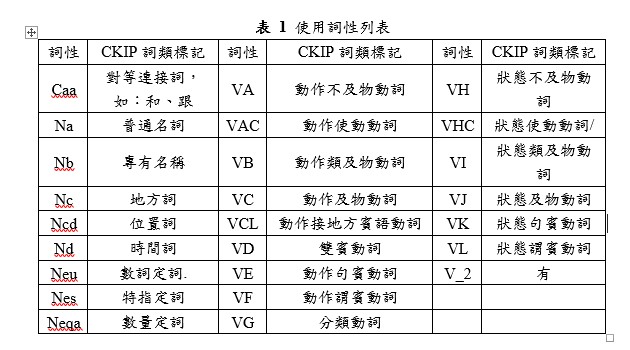 表 1 使用詞性列表
詞性 CKIP 詞類標記 詞性 CKIP 詞類標記 詞性 CKIP 詞類標記
Caa 對等連接詞，如：和、跟 VA 動作不及物動詞 VH 狀態不及物動詞
Na 普通名詞 VAC 動作使動動詞 VHC 狀態使動動詞/
Nb 專有名稱 VB 動作類及物動詞 VI 狀態類及物動詞
Nc 地方詞 VC 動作及物動詞 VJ 狀態及物動詞
Ncd 位置詞 VCL 動作接地方賓語動詞 VK 狀態句賓動詞
Nd 時間詞 VD 雙賓動詞 VL 狀態謂賓動詞
Neu 數詞定詞. VE 動作句賓動詞 V_2 有
Nes 特指定詞 VF 動作謂賓動詞
Neqa 數量定詞 VG 分類動詞